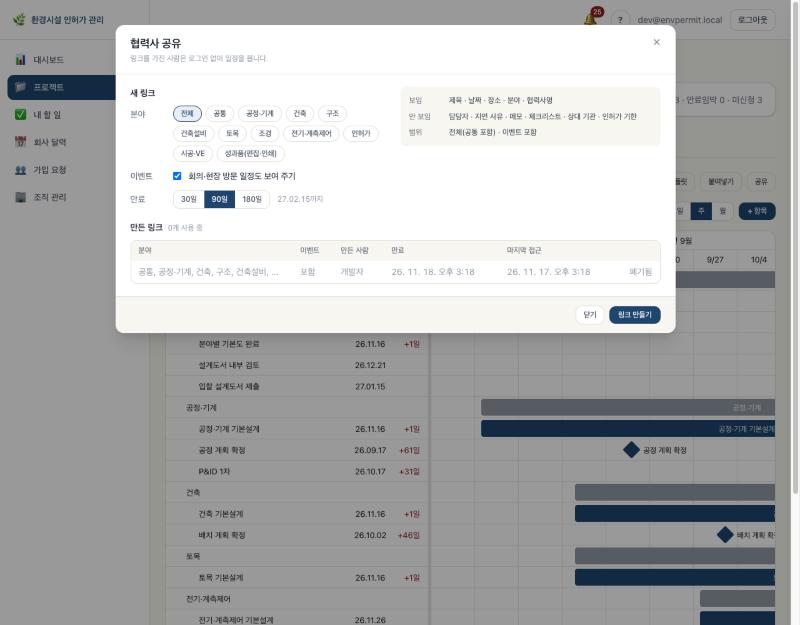 환경시설 인허가 관리
25
?
dev@envpermit.local
로그아웃
대시보드
프로젝트
내 할 일
회사 달력
가입 요청
조직 관리
협력사 공유
링크를 가진 사람은 로그인 없이 일정을 봅니다.
×
새 링크
분야
전체
공통
공정·기계
건축
구조
건축설비
토목
조경
전기·계측제어
인허가
시공·VE
성과품(편집·인쇄)
이벤트
회의·현장 방문 일정도 보여 주기
만료
30일
90일
180일
27.02.15까지
보임
제목 · 날짜 · 장소 · 분야 · 협력사명
안 보임
담당자 · 지연 사유 · 메모 · 체크리스트 · 상대 기관 · 인허가 기한
범위
전체(공통 포함) · 이벤트 포함
만든 링크 0개 사용 중
분야 이벤트 만든 사람 만료 마지막 접근
공통, 공정·기계, 건축, 구조, 건축설비, ... 포함 개발자 26. 11. 18. 오후 3:18 26. 11. 17. 오후 3:18 폐기됨
닫기
링크 만들기
3 · 만료임박 0 · 미신청 3
붙여넣기
공유
일
주
월
+ 항목
9월
9/27
10/4
분야별 기본도 완료 26.11.16 +1일
설계도서 내부 검토 26.12.21
입찰 설계도서 제출 27.01.15
공정·기계
공정·기계
공정·기계 기본설계 26.11.16 +1일
공정·기계 기본설계
공정 계획 확정 26.09.17 +61일
공정 계획 확정
P&ID 1차 26.10.17 +31일
건축
건축 기본설계 26.11.16 +1일
배치 계획 확정 26.10.02 +46일
배치 계획 확
토목
토목 기본설계 26.11.16 +1일
전기·계측제어
전기·계측제어 기본설계 26.11.26